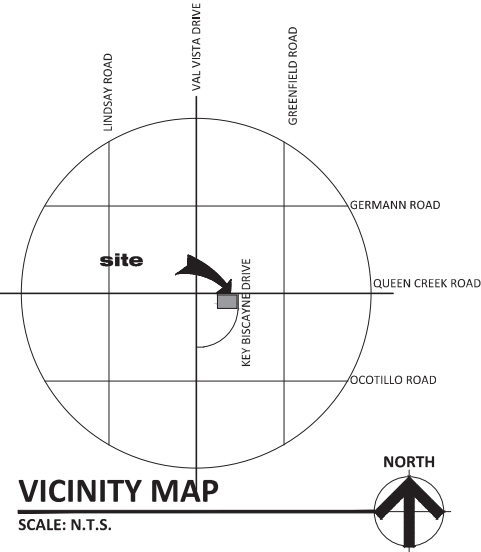 LINDSAY ROAD
VAL VISTA DRIVE
GREENFIELD ROAD
GERMANN ROAD
site
KEY BISCAYNE DRIVE
QUEEN CREEK ROAD
OCOTILLO ROAD
NORTH
VICINITY MAP
SCALE: N.T.S.